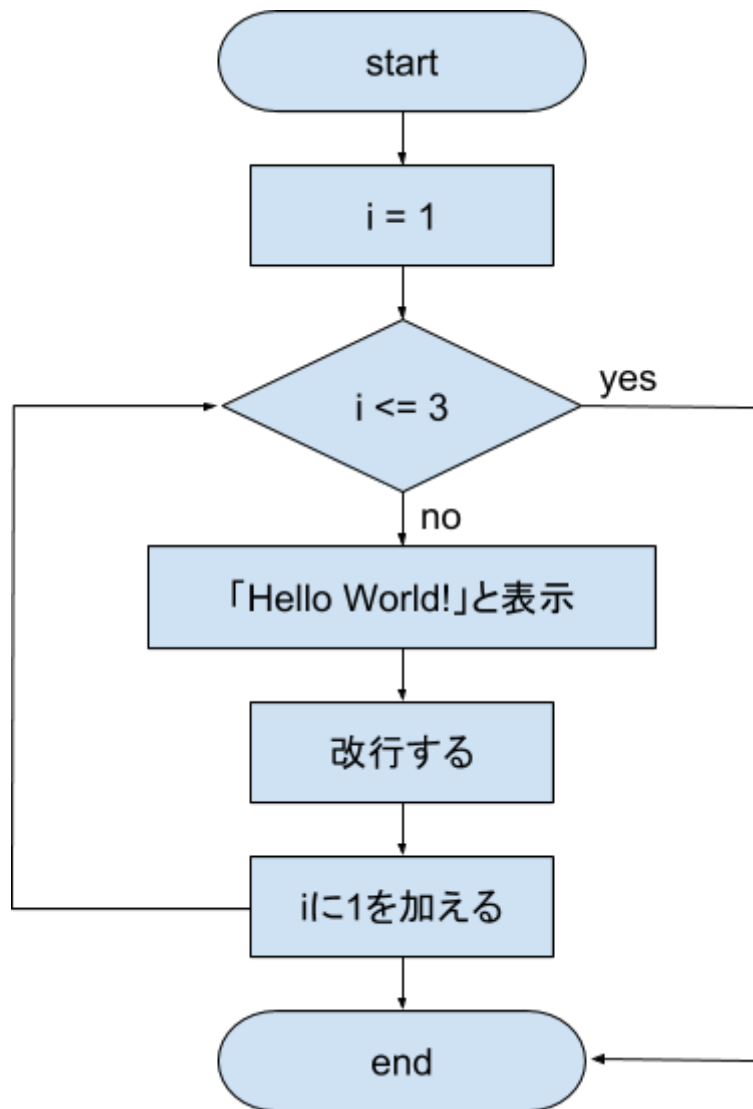 start
i = 1
i <= 3
yes
no
「Hello World!」と表示
改行する
iに1を加える
end